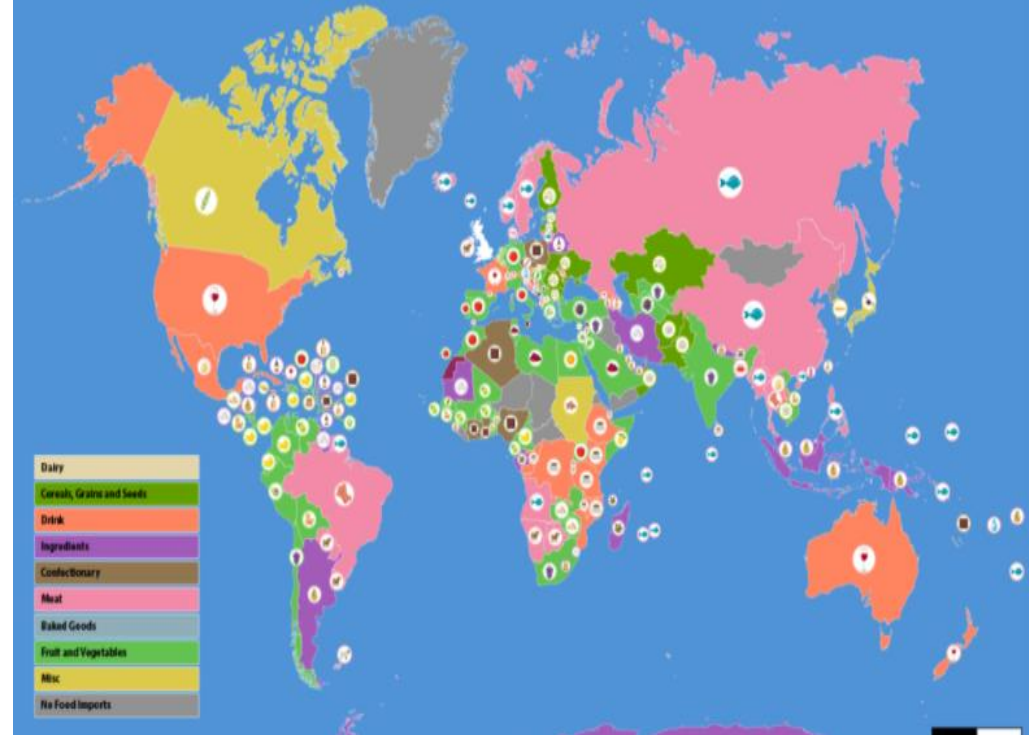 Dairy
Cereals, Grains and Seeds
Drink
Ingredients
Confectionary
Meat
Baked Goods
Fruit and Vegetables
Misc
No Food Imports